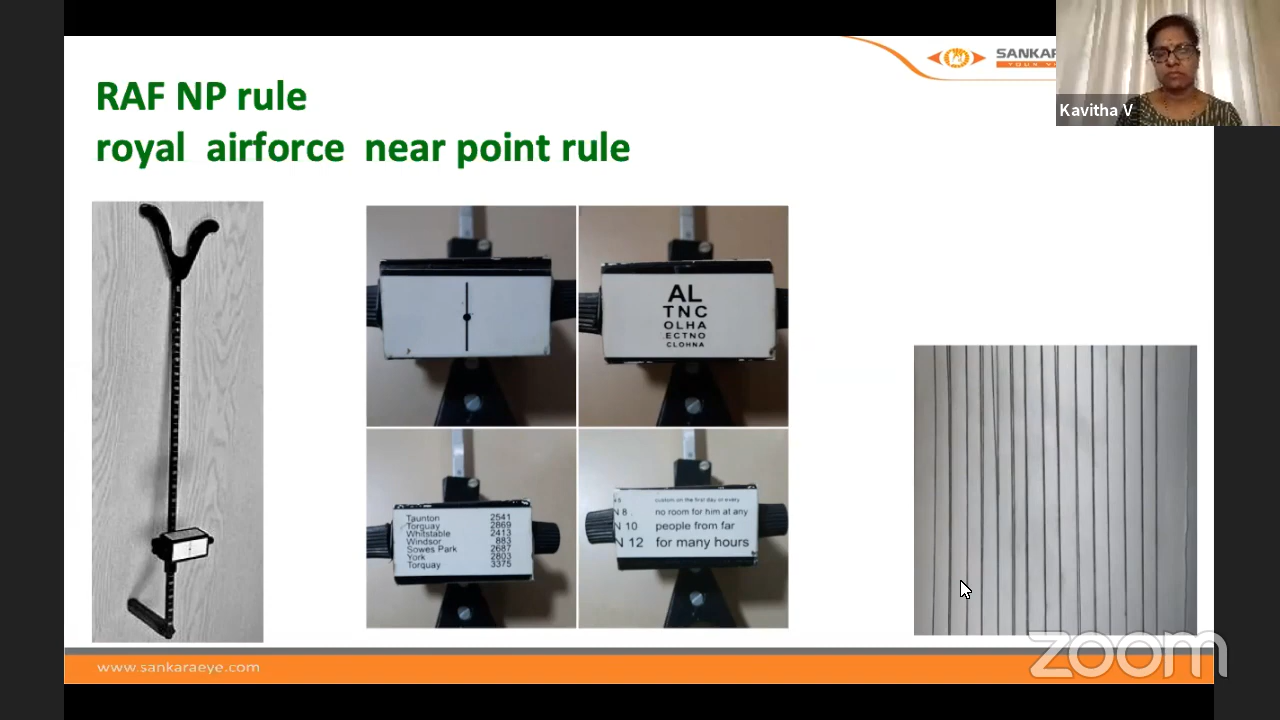 RAF NP rule
royal airforce near point rule
SANKARA
Kavitha V
AL
TNC
OLHA
ECTNO
CLOHNA
Taunton 2541
Torquay 2869
Whitstable 2413
Windsor 883
Sowes Park 2687
York 2803
Torquay 3375
custom on the first day or every
N 8 no room for him at any
N 10 people from far
N 12 for many hours
www.sankaraeye.com
zoom